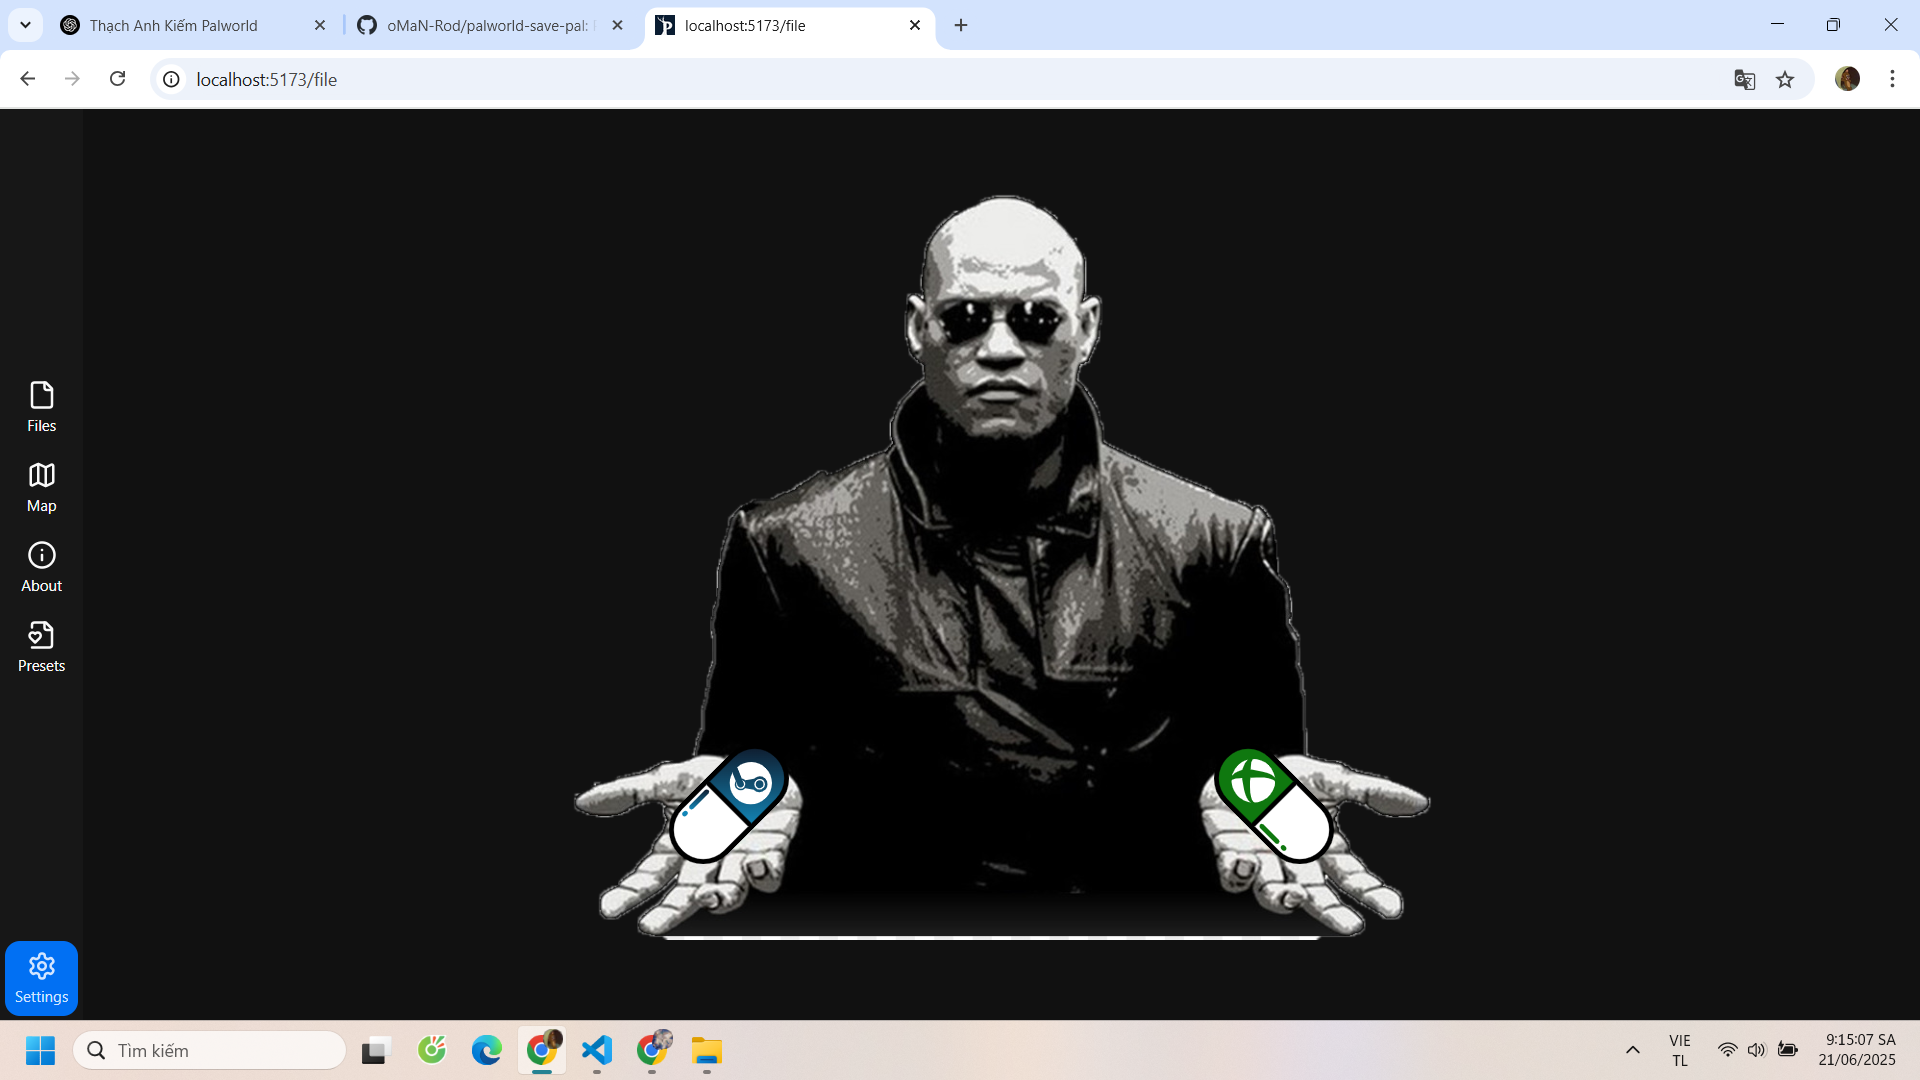 Thạch Anh Kiếm Palworld
oMaN-Rod/palworld-save-pal:
localhost:5173/file
localhost:5173/file
Files
Map
About
Presets
Settings
Tìm kiếm
VIE
TL
9:15:07 SA
21/06/2025